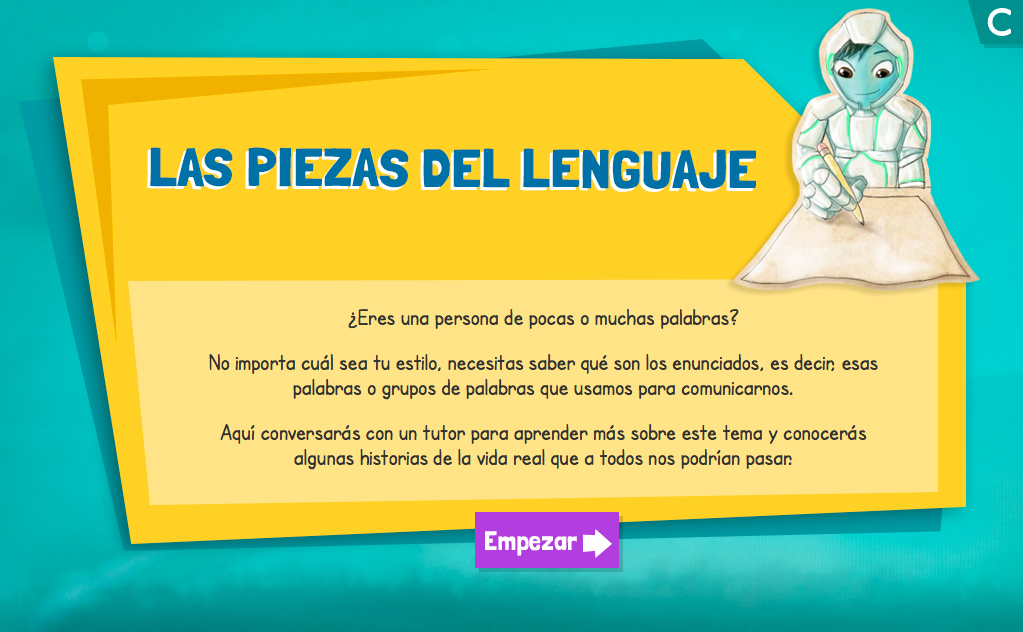 C
LAS PIEZAS DEL LENGUAJE
¿Eres una persona de pocas o muchas palabras?
No importa cuál sea tu estilo, necesitas saber qué son los enunciados, es decir, esas
palabras o grupos de palabras que usamos para comunicarnos.
Aquí conversarás con un tutor para aprender más sobre este tema y conocerás
algunas historias de la vida real que a todos nos podrían pasar.
Empezar